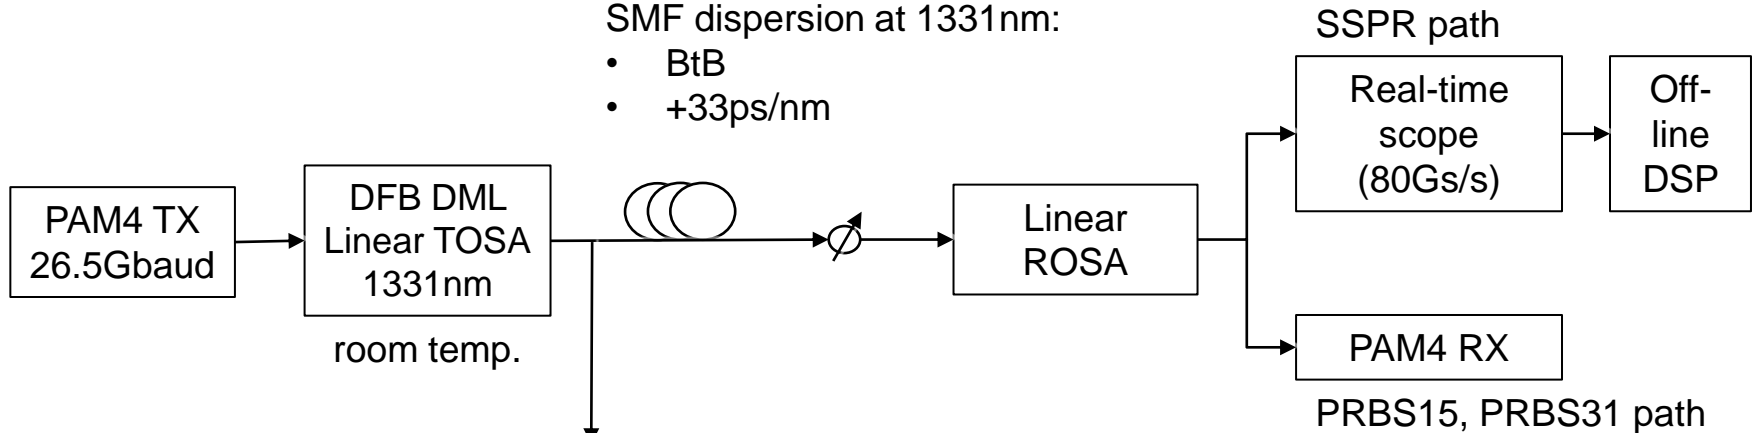 SMF dispersion at 1331nm:
• BtB
• +33ps/nm
SSPR path
Real-time
scope
(80Gs/s)
Off-
line
DSP
PAM4 TX
26.5Gbaud
DFB DML
Linear TOSA
1331nm
room temp.
Linear
ROSA
PAM4 RX
PRBS15, PRBS31 path